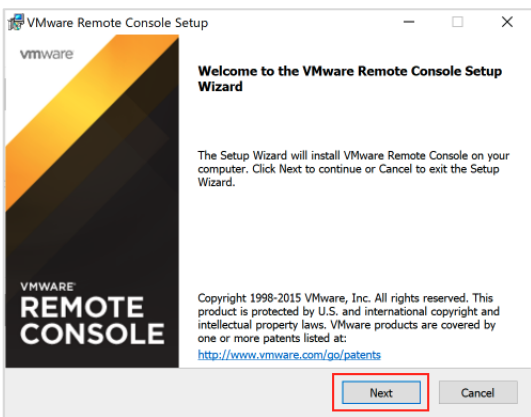 VMware Remote Console Setup
vmware
Welcome to the VMware Remote Console Setup
Wizard
The Setup Wizard will install VMware Remote Console on your
computer. Click Next to continue or Cancel to exit the Setup
Wizard.
VMWARE®
REMOTE
CONSOLE
Copyright 1998-2015 VMware, Inc. All rights reserved. This
product is protected by U.S. and international copyright and
intellectual property laws. VMware products are covered by
one or more patents listed at:
http://www.vmware.com/go/patents
Next
Cancel